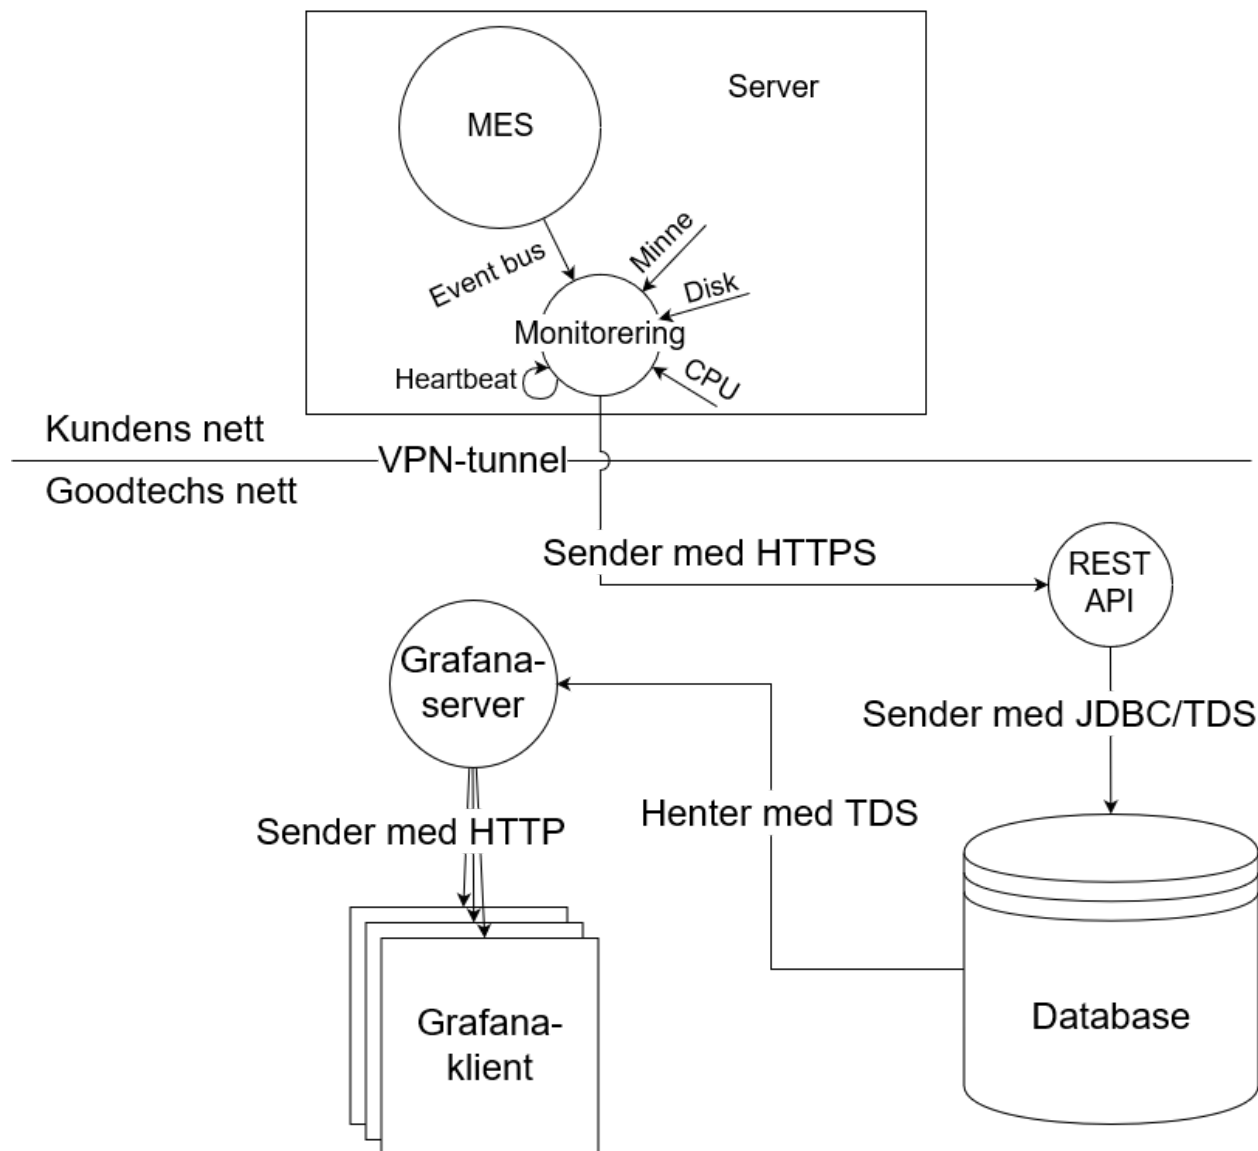 Server
MES
Event bus
Minne
Disk
Monitorering
Heartbeat
CPU
Kundens nett
VPN-tunnel
Goodtechs nett
Sender med HTTPS
REST
API
Grafana-
server
Sender med JDBC/TDS
Henter med TDS
Sender med HTTP
Grafana-
klient
Database